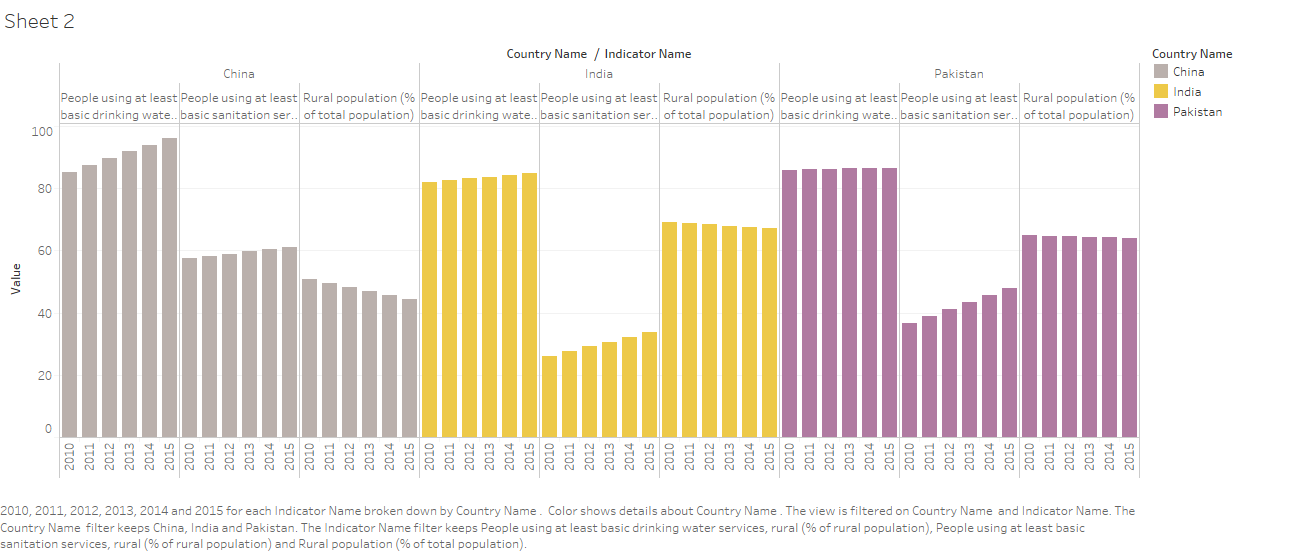 Sheet 2
Country Name / Indicator Name
Country Name
China
India
Pakistan
China
India
Pakistan
People using at least basic drinking wate..
People using at least basic sanitation ser..
Rural population (% of total population)
People using at least basic drinking wate..
People using at least basic sanitation ser..
Rural population (% of total population)
People using at least basic drinking wate..
People using at least basic sanitation ser..
Rural population (% of total population)
100
80
60
40
20
0
Value
2010 2011 2012 2013 2014 2015 2010 2011 2012 2013 2014 2015 2010 2011 2012 2013 2014 2015 2010 2011 2012 2013 2014 2015 2010 2011 2012 2013 2014 2015 2010 2011 2012 2013 2014 2015 2010 2011 2012 2013 2014 2015 2010 2011 2012 2013 2014 2015 2010 2011 2012 2013 2014 2015
2010, 2011, 2012, 2013, 2014 and 2015 for each Indicator Name broken down by Country Name . Color shows details about Country Name . The view is filtered on Country Name and Indicator Name. The
Country Name filter keeps China, India and Pakistan. The Indicator Name filter keeps People using at least basic drinking water services, rural (% of rural population), People using at least basic
sanitation services, rural (% of rural population) and Rural population (% of total population).